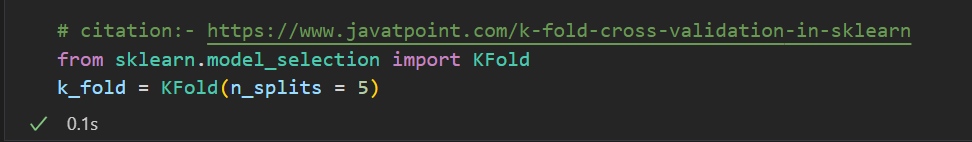 # citation:- https://www.javatpoint.com/k-fold-cross-validation-in-sklearn
from sklearn.model_selection import KFold
k_fold = KFold(n_splits = 5)
0.1s